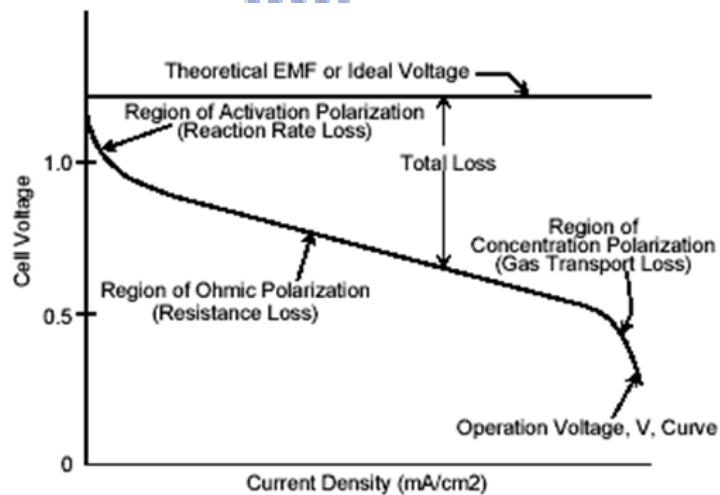 Theoretical EMF or Ideal Voltage
Region of Activation Polarization
(Reaction Rate Loss)
Total Loss
1.0
Cell Voltage
Region of
Concentration Polarization
(Gas Transport Loss)
Region of Ohmic Polarization
(Resistance Loss)
0.5
Operation Voltage, V, Curve
0
Current Density (mA/cm2)